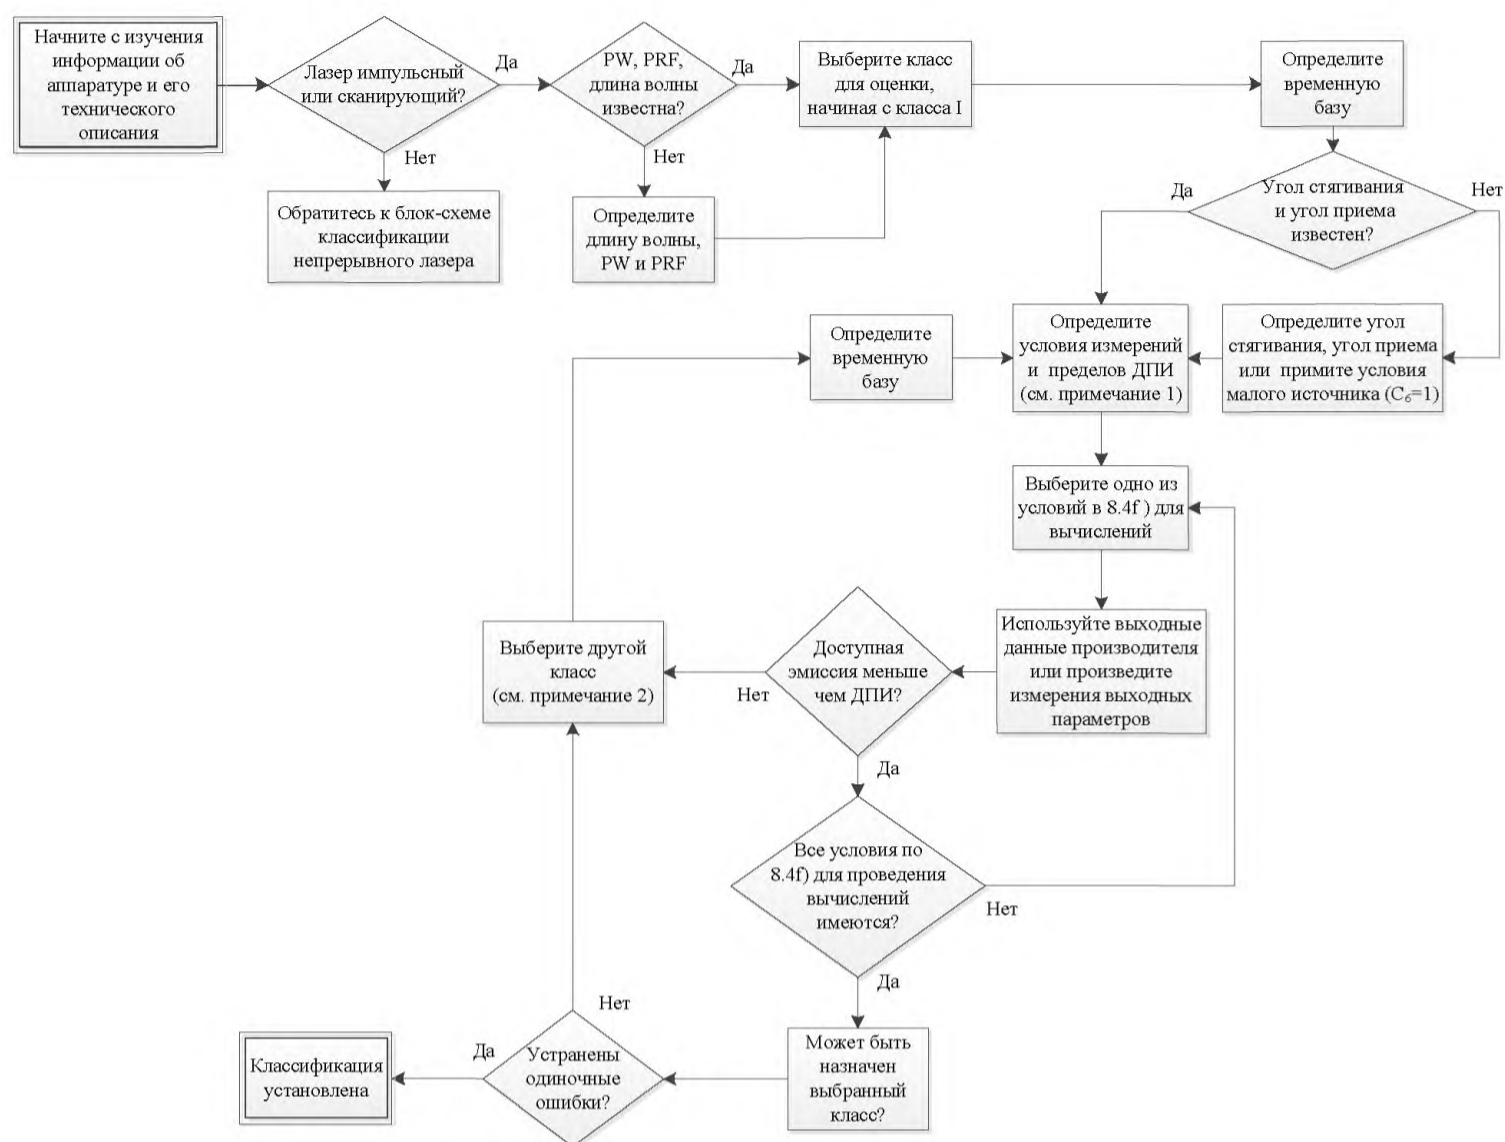 Начните с изучения
информации об
аппаратуре и его
технического
описания
Лазер импульсный
или сканирующий?
Да
Нет
PW, PRF,
длина волны
известна?
Да
Нет
Выберите класс
для оценки,
начиная с класса I
Определите
временную
базу
Обратитесь к блок-схеме
классификации
непрерывного лазера
Определите
длину волны,
PW и PRF
Угол стягивания
и угол приема
известен?
Да
Нет
Определите
временную
базу
Определите
условия измерений
и пределов ДПИ
(см. примечание 1)
Определите угол
стягивания, угол приема
или примите условия
малого источника (C₆=1)
Выберите одно из
условий в 8.4f ) для
вычислений
Используйте выходные
данные производителя
или произведите
измерения выходных
параметров
Доступная
эмиссия меньше
чем ДПИ?
Нет
Да
Выберите другой
класс
(см. примечание 2)
Все условия по
8.4f) для проведения
вычислений
имеются?
Нет
Да
Может быть
назначен
выбранный
класс?
Устранены
одиночные
ошибки?
Нет
Да
Классификация
установлена